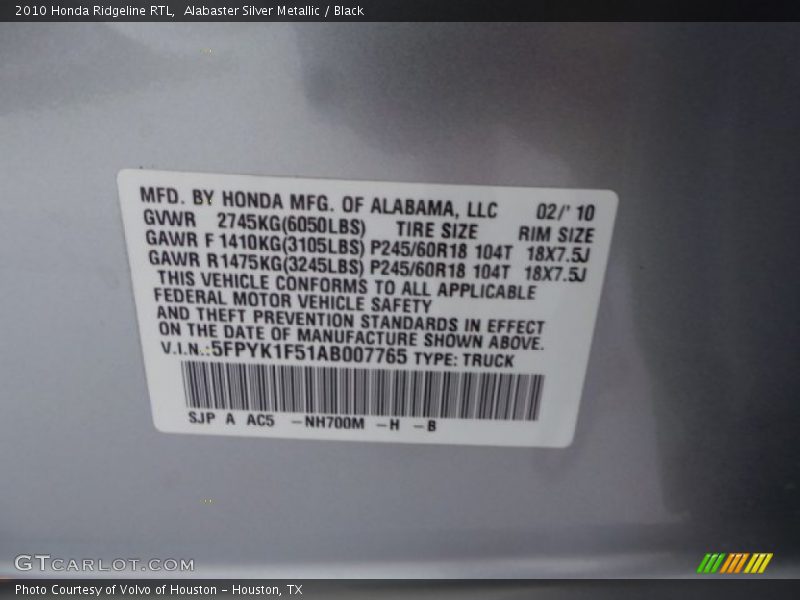 2010 Honda Ridgeline RTL,  Alabaster Silver Metallic / Black
MFD. BY HONDA MFG. OF ALABAMA, LLC 02/' 10
GVWR 2745KG(6050LBS) TIRE SIZE RIM SIZE
GAWR F 1410KG(3105LBS) P245/60R18 104T 18X7.5J
GAWR R 1475KG(3245LBS) P245/60R18 104T 18X7.5J
THIS VEHICLE CONFORMS TO ALL APPLICABLE
FEDERAL MOTOR VEHICLE SAFETY
AND THEFT PREVENTION STANDARDS IN EFFECT
ON THE DATE OF MANUFACTURE SHOWN ABOVE.
V.I.N.:5FPYK1F51AB007765 TYPE: TRUCK
SJP A AC5 -NH700M -H -B
GTCARLOT.COM
Photo Courtesy of Volvo of Houston - Houston, TX